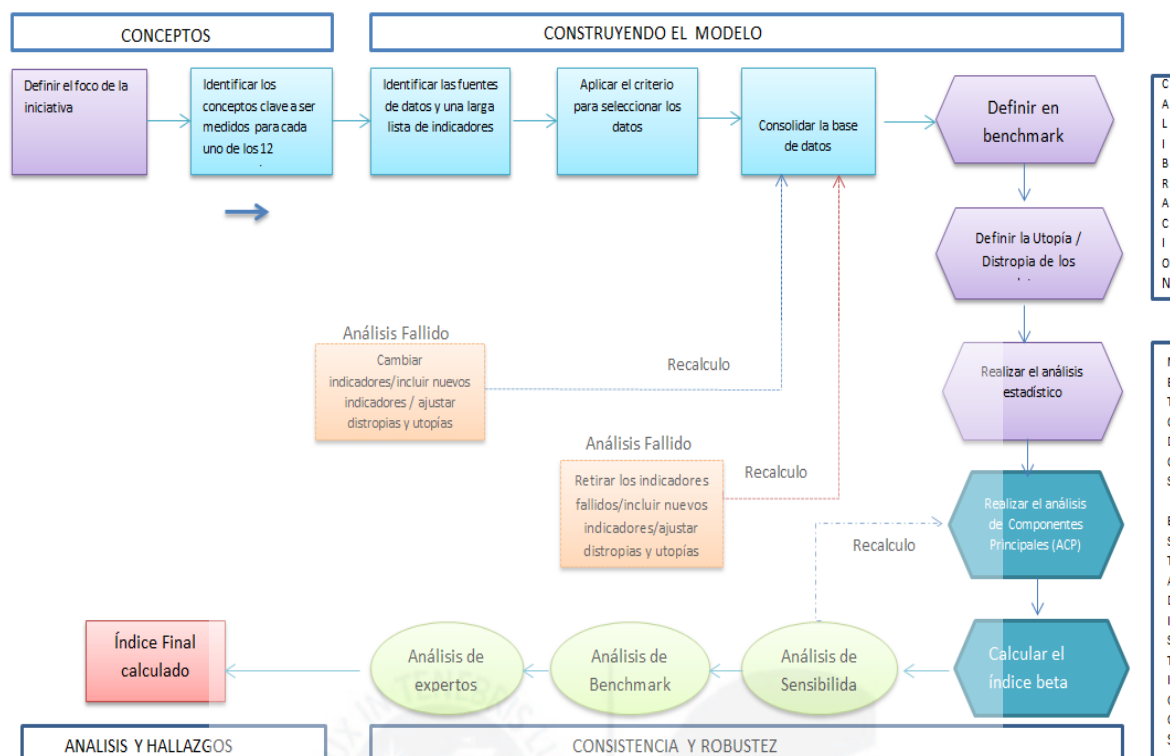 CONCEPTOS
CONSTRUYENDO EL MODELO
Definir el foco de la
iniciativa
Identificar los
conceptos clave a ser
medidos para cada
uno de los 12
Identificar las fuentes
de datos y una larga
lista de indicadores
Aplicar el criterio
para seleccionar los
datos
Consolidar la base
de datos
Definir en
benchmark
C
A
L
I
B
R
A
C
I
O
N
Definir la Utopía /
Distropia de los
Realizar el análisis
estadístico
Análisis Fallido
Cambiar
indicadores/incluir nuevos
indicadores / ajustar
distropias y utopías
Recalculo
Análisis Fallido
Retirar los indicadores
fallidos/incluir nuevos
indicadores/ajustar
distropias y utopías
Recalculo
Realizar el análisis
de Componentes
Principales (ACP)
Recalculo
M
E
T
O
D
O
S
E
S
T
A
D
I
S
T
I
C
O
S
Índice Final
calculado
Análisis de
expertos
Análisis de
Benchmark
Análisis de
Sensibilida
Calcular el
índice beta
LUX IN TENEBRIS
ANALISIS Y HALLAZGOS
CONSISTENCIA Y ROBUSTEZ